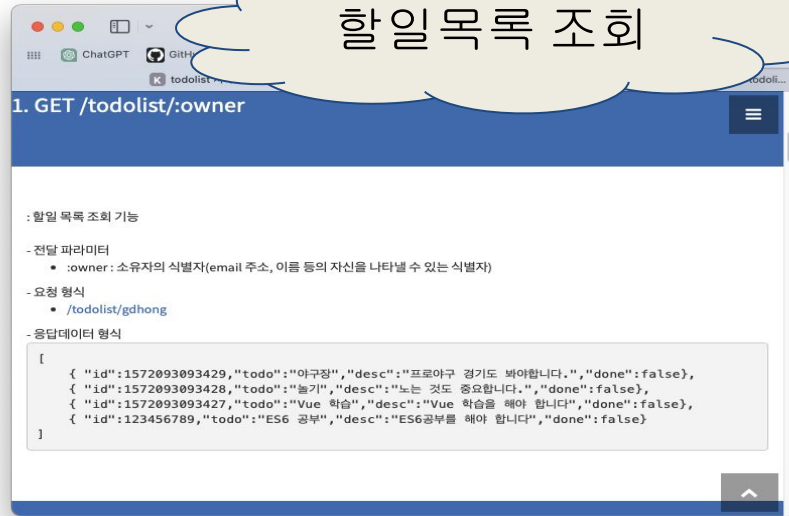 할일목록 조회
ChatGPT
todolist
todoli...
1. GET /todolist/:owner
: 할일 목록 조회 기능
- 전달 파라미터
• :owner : 소유자의 식별자(email 주소, 이름 등의 자신을 나타낼 수 있는 식별자)
- 요청 형식
• /todolist/gdhong
- 응답데이터 형식
[
{ "id":1572093093429,"todo":"야구장","desc":"프로야구 경기도 봐야합니다.","done":false},
{ "id":1572093093428,"todo":"놀기","desc":"노는 것도 중요합니다.","done":false},
{ "id":1572093093427,"todo":"Vue 학습","desc":"Vue 학습을 해야 합니다","done":false},
{ "id":123456789,"todo":"ES6 공부","desc":"ES6공부를 해야 합니다","done":false}
]